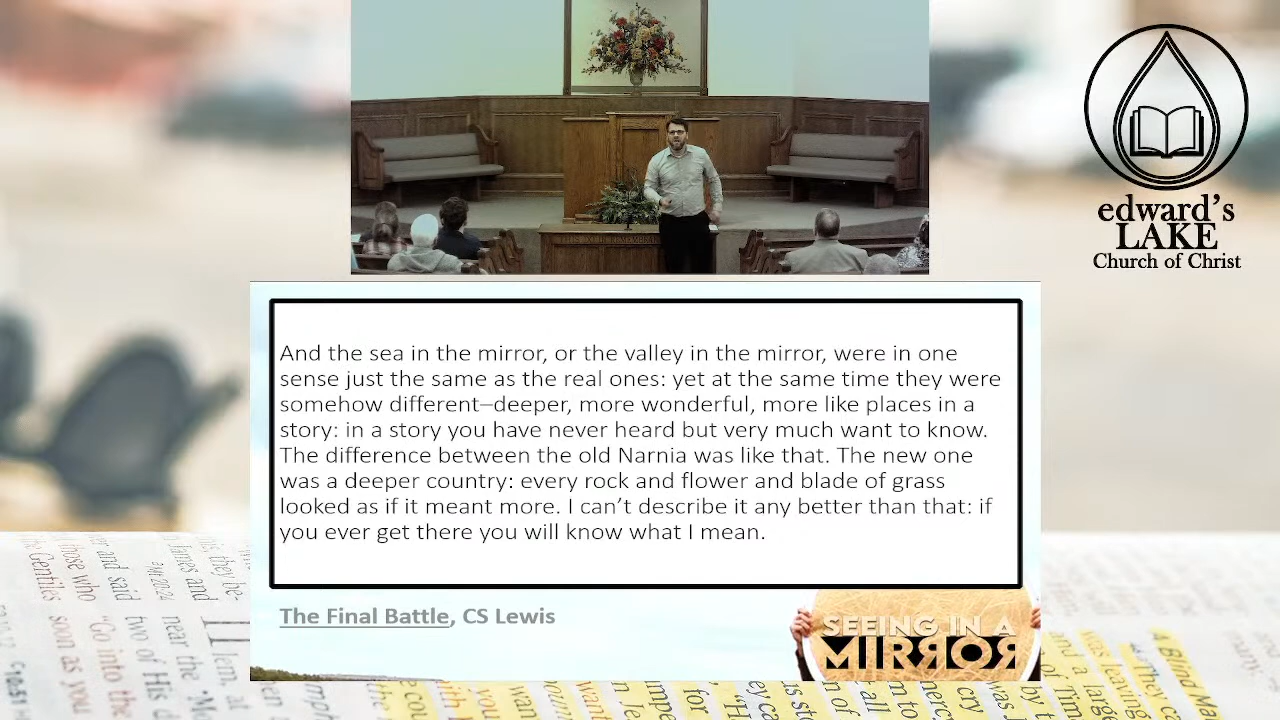 edward's
LAKE
Church of Christ
THIS DO IN REMEMBRAN
And the sea in the mirror, or the valley in the mirror, were in one
sense just the same as the real ones: yet at the same time they were
somehow different–deeper, more wonderful, more like places in a
story: in a story you have never heard but very much want to know.
The difference between the old Narnia was like that. The new one
was a deeper country: every rock and flower and blade of grass
looked as if it meant more. I can't describe it any better than that: if
you ever get there you will know what I mean.
The Final Battle, CS Lewis
SEEING IN A
MIRROR